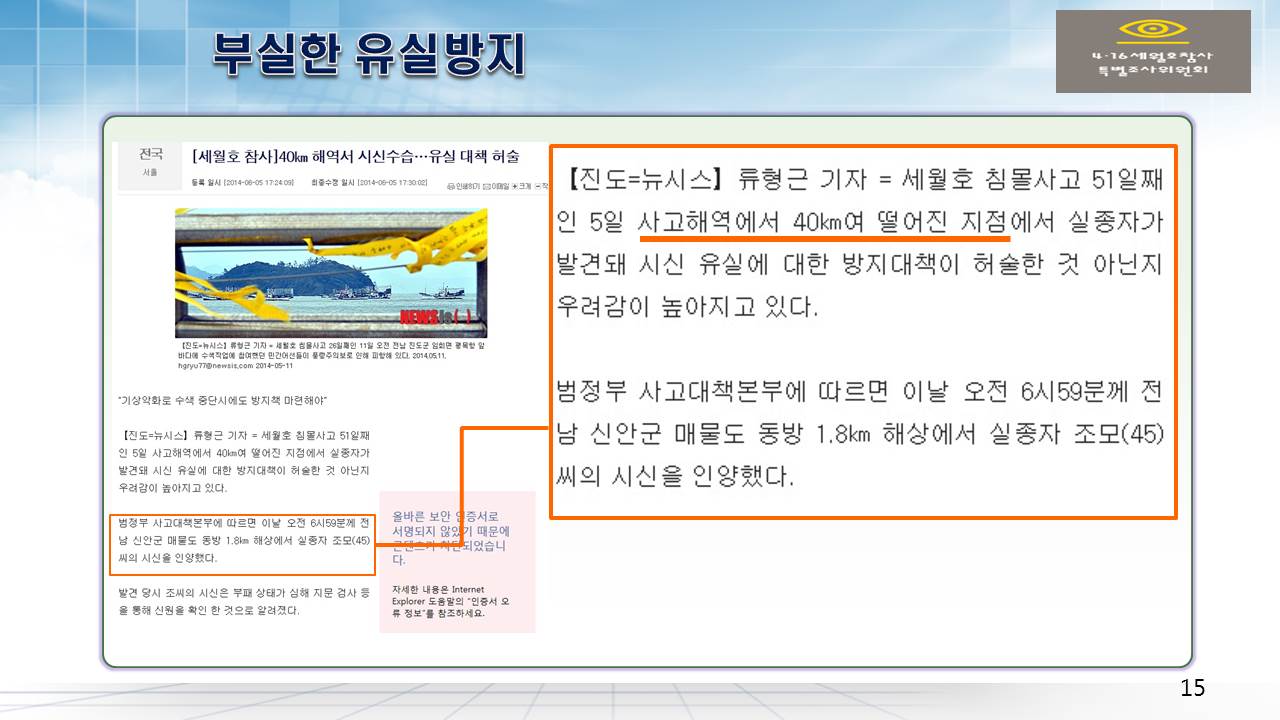 부실한 유실방지
4·16세월호참사
특별조사위원회
전국
서울
[세월호 참사]40㎞ 해역서 시신수습…유실 대책 허술
등록 일시 [2014-06-05 17:24:09] 최종수정 일시 [2014-06-05 17:30:02]
인쇄하기 이메일 크게 작
NEWSis( )
【진도=뉴시스】류형근 기자 = 세월호 침몰사고 26일째인 11일 오전 전남 진도군 임회면 팽목항 앞
바다에 수색작업에 참여했던 민간어선들이 풍랑주의보로 인해 피항해 있다. 2014.05.11.
hgryu77@newsis.com 2014-05-11
"기상악화로 수색 중단시에도 방지책 마련해야"
【진도=뉴시스】류형근 기자 = 세월호 침몰사고 51일째
인 5일 사고해역에서 40㎞여 떨어진 지점에서 실종자가
발견돼 시신 유실에 대한 방지대책이 허술한 것 아닌지
우려감이 높아지고 있다.
범정부 사고대책본부에 따르면 이날 오전 6시59분께 전
남 신안군 매물도 동방 1.8㎞ 해상에서 실종자 조모(45)
씨의 시신을 인양했다.
발견 당시 조씨의 시신은 부패 상태가 심해 지문 검사 등
을 통해 신원을 확인 한 것으로 알려졌다.
올바른 보안 인증서로
서명되지 않았기 때문에
콘텐츠가 차단되었습니
다.
자세한 내용은 Internet
Explorer 도움말의 "인증서 오
류 정보"를 참조하세요.
【진도=뉴시스】류형근 기자 = 세월호 침몰사고 51일째
인 5일 사고해역에서 40㎞여 떨어진 지점에서 실종자가
발견돼 시신 유실에 대한 방지대책이 허술한 것 아닌지
우려감이 높아지고 있다.
범정부 사고대책본부에 따르면 이날 오전 6시59분께 전
남 신안군 매물도 동방 1.8㎞ 해상에서 실종자 조모(45)
씨의 시신을 인양했다.
15